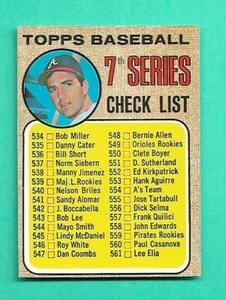 TOPPS BASEBALL
7th SERIES
CHECK LIST
534 Bob Miller
535 Danny Cater
536 Bill Short
537 Norm Siebern
538 Manny Jimenez
539 Maj.L.Rookies
540 Nelson Briles
541 Sandy Alomar
542 J. Boccabella
543 Bob Lee
544 Mayo Smith
545 Lindy McDaniel
546 Roy White
547 Dan Coombs
548 Bernie Allen
549 Orioles Rookies
550 Clete Boyer
551 D. Sutherland
552 Ed Kirkpatrick
553 Hank Aguirre
554 A's Team
555 Jose Tartabull
556 Dick Selma
557 Frank Quilici
558 John Edwards
559 Pirates Rookies
560 Paul Casanova
561 Lee Elia